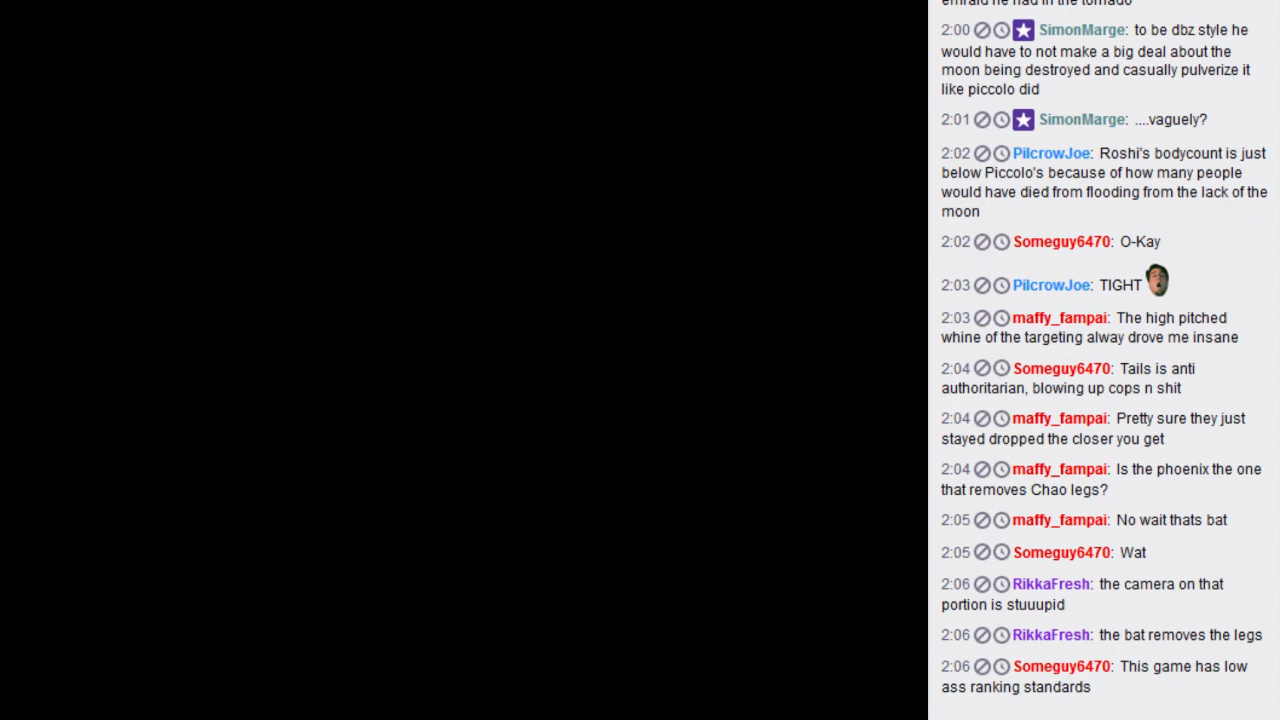 emrald he had in the tornado
2:00 SimonMarge: to be dbz style he
would have to not make a big deal about the
moon being destroyed and casually pulverize it
like piccolo did
2:01 SimonMarge: ....vaguely?
2:02 PilcrowJoe: Roshi's bodycount is just
below Piccolo's because of how many people
would have died from flooding from the lack of the
moon
2:02 Someguy6470: O-Kay
2:03 PilcrowJoe: TIGHT
2:03 maffy_fampai: The high pitched
whine of the targeting alway drove me insane
2:04 Someguy6470: Tails is anti
authoritarian, blowing up cops n shit
2:04 maffy_fampai: Pretty sure they just
stayed dropped the closer you get
2:04 maffy_fampai: Is the phoenix the one
that removes Chao legs?
2:05 maffy_fampai: No wait thats bat
2:05 Someguy6470: Wat
2:06 RikkaFresh: the camera on that
portion is stuuupid
2:06 RikkaFresh: the bat removes the legs
2:06 Someguy6470: This game has low
ass ranking standards